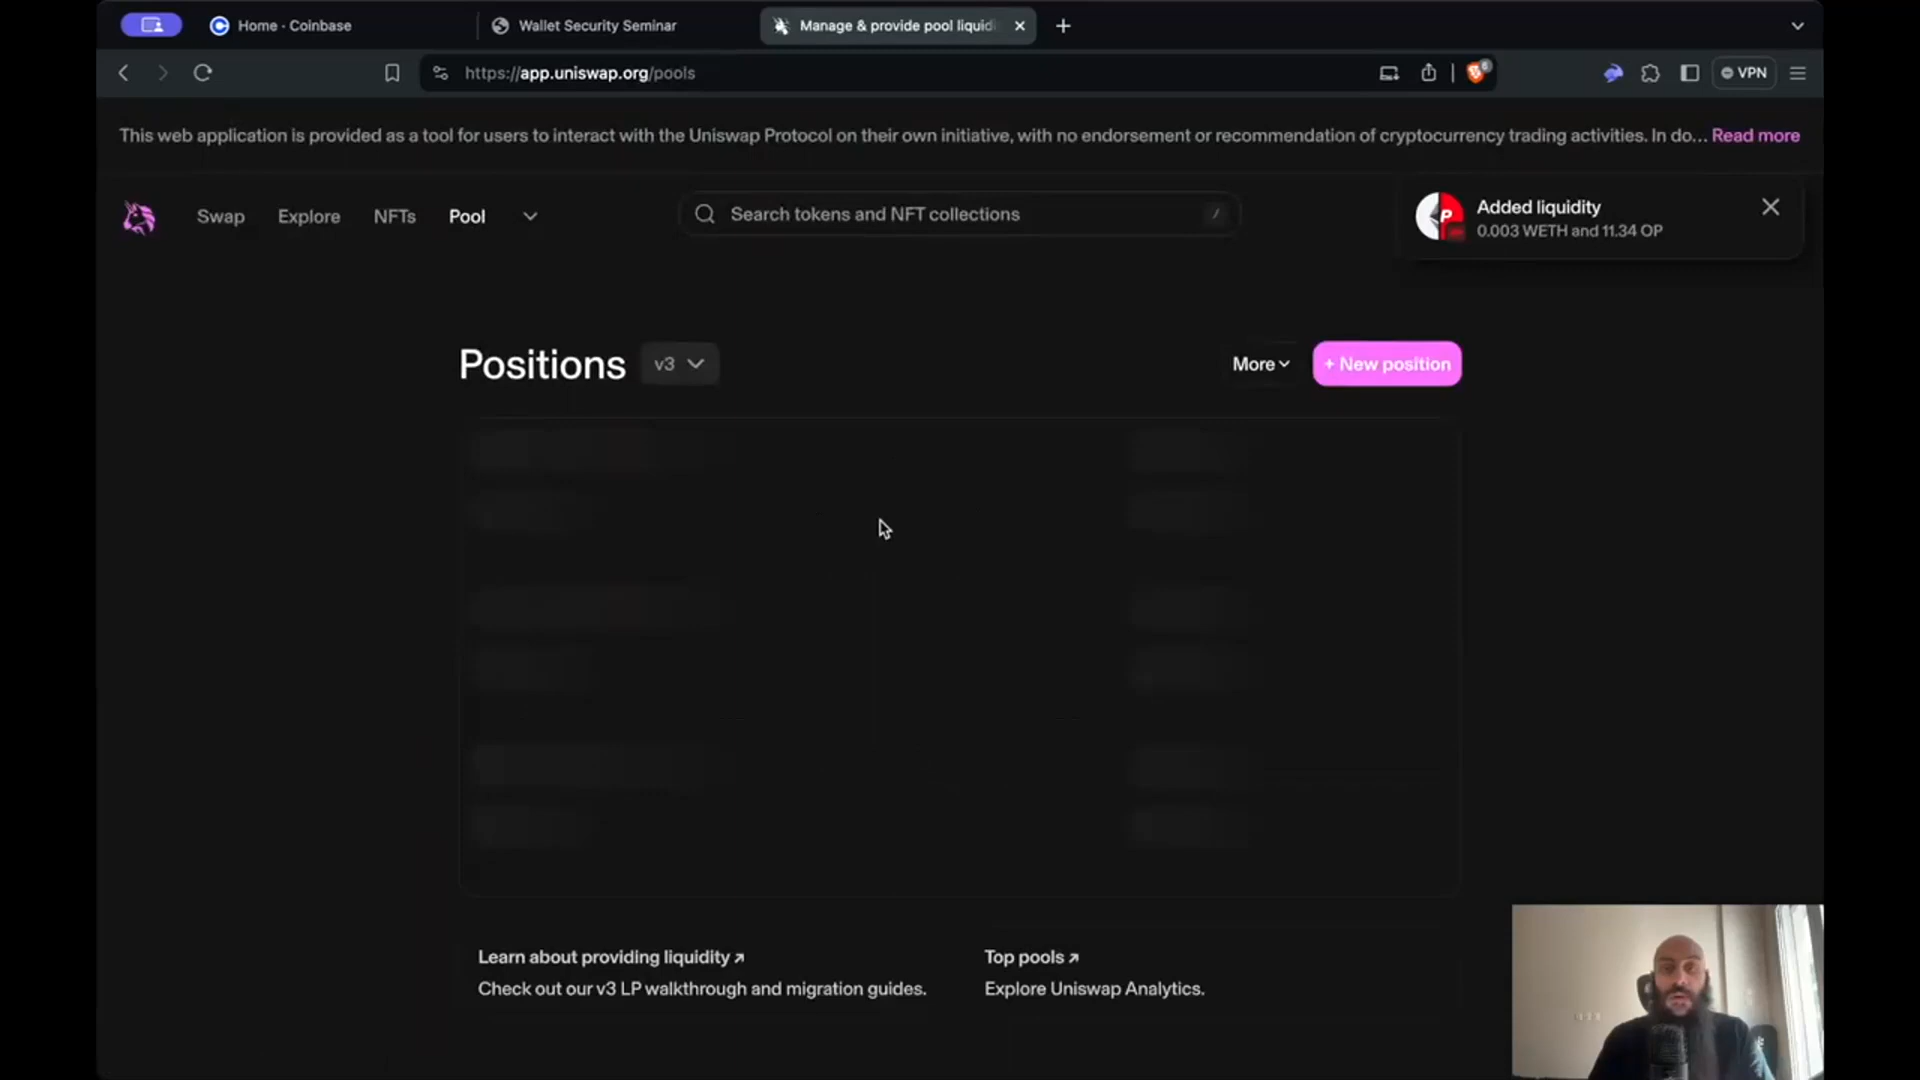 Home - Coinbase
Wallet Security Seminar
Manage & provide pool liquidi
https://app.uniswap.org/pools
6
VPN
This web application is provided as a tool for users to interact with the Uniswap Protocol on their own initiative, with no endorsement or recommendation of cryptocurrency trading activities. In do... Read more
Swap
Explore
NFTs
Pool
Search tokens and NFT collections
/
Added liquidity
0.003 WETH and 11.34 OP
Positions
v3
More
+ New position
Learn about providing liquidity ↗
Check out our v3 LP walkthrough and migration guides.
Top pools ↗
Explore Uniswap Analytics.